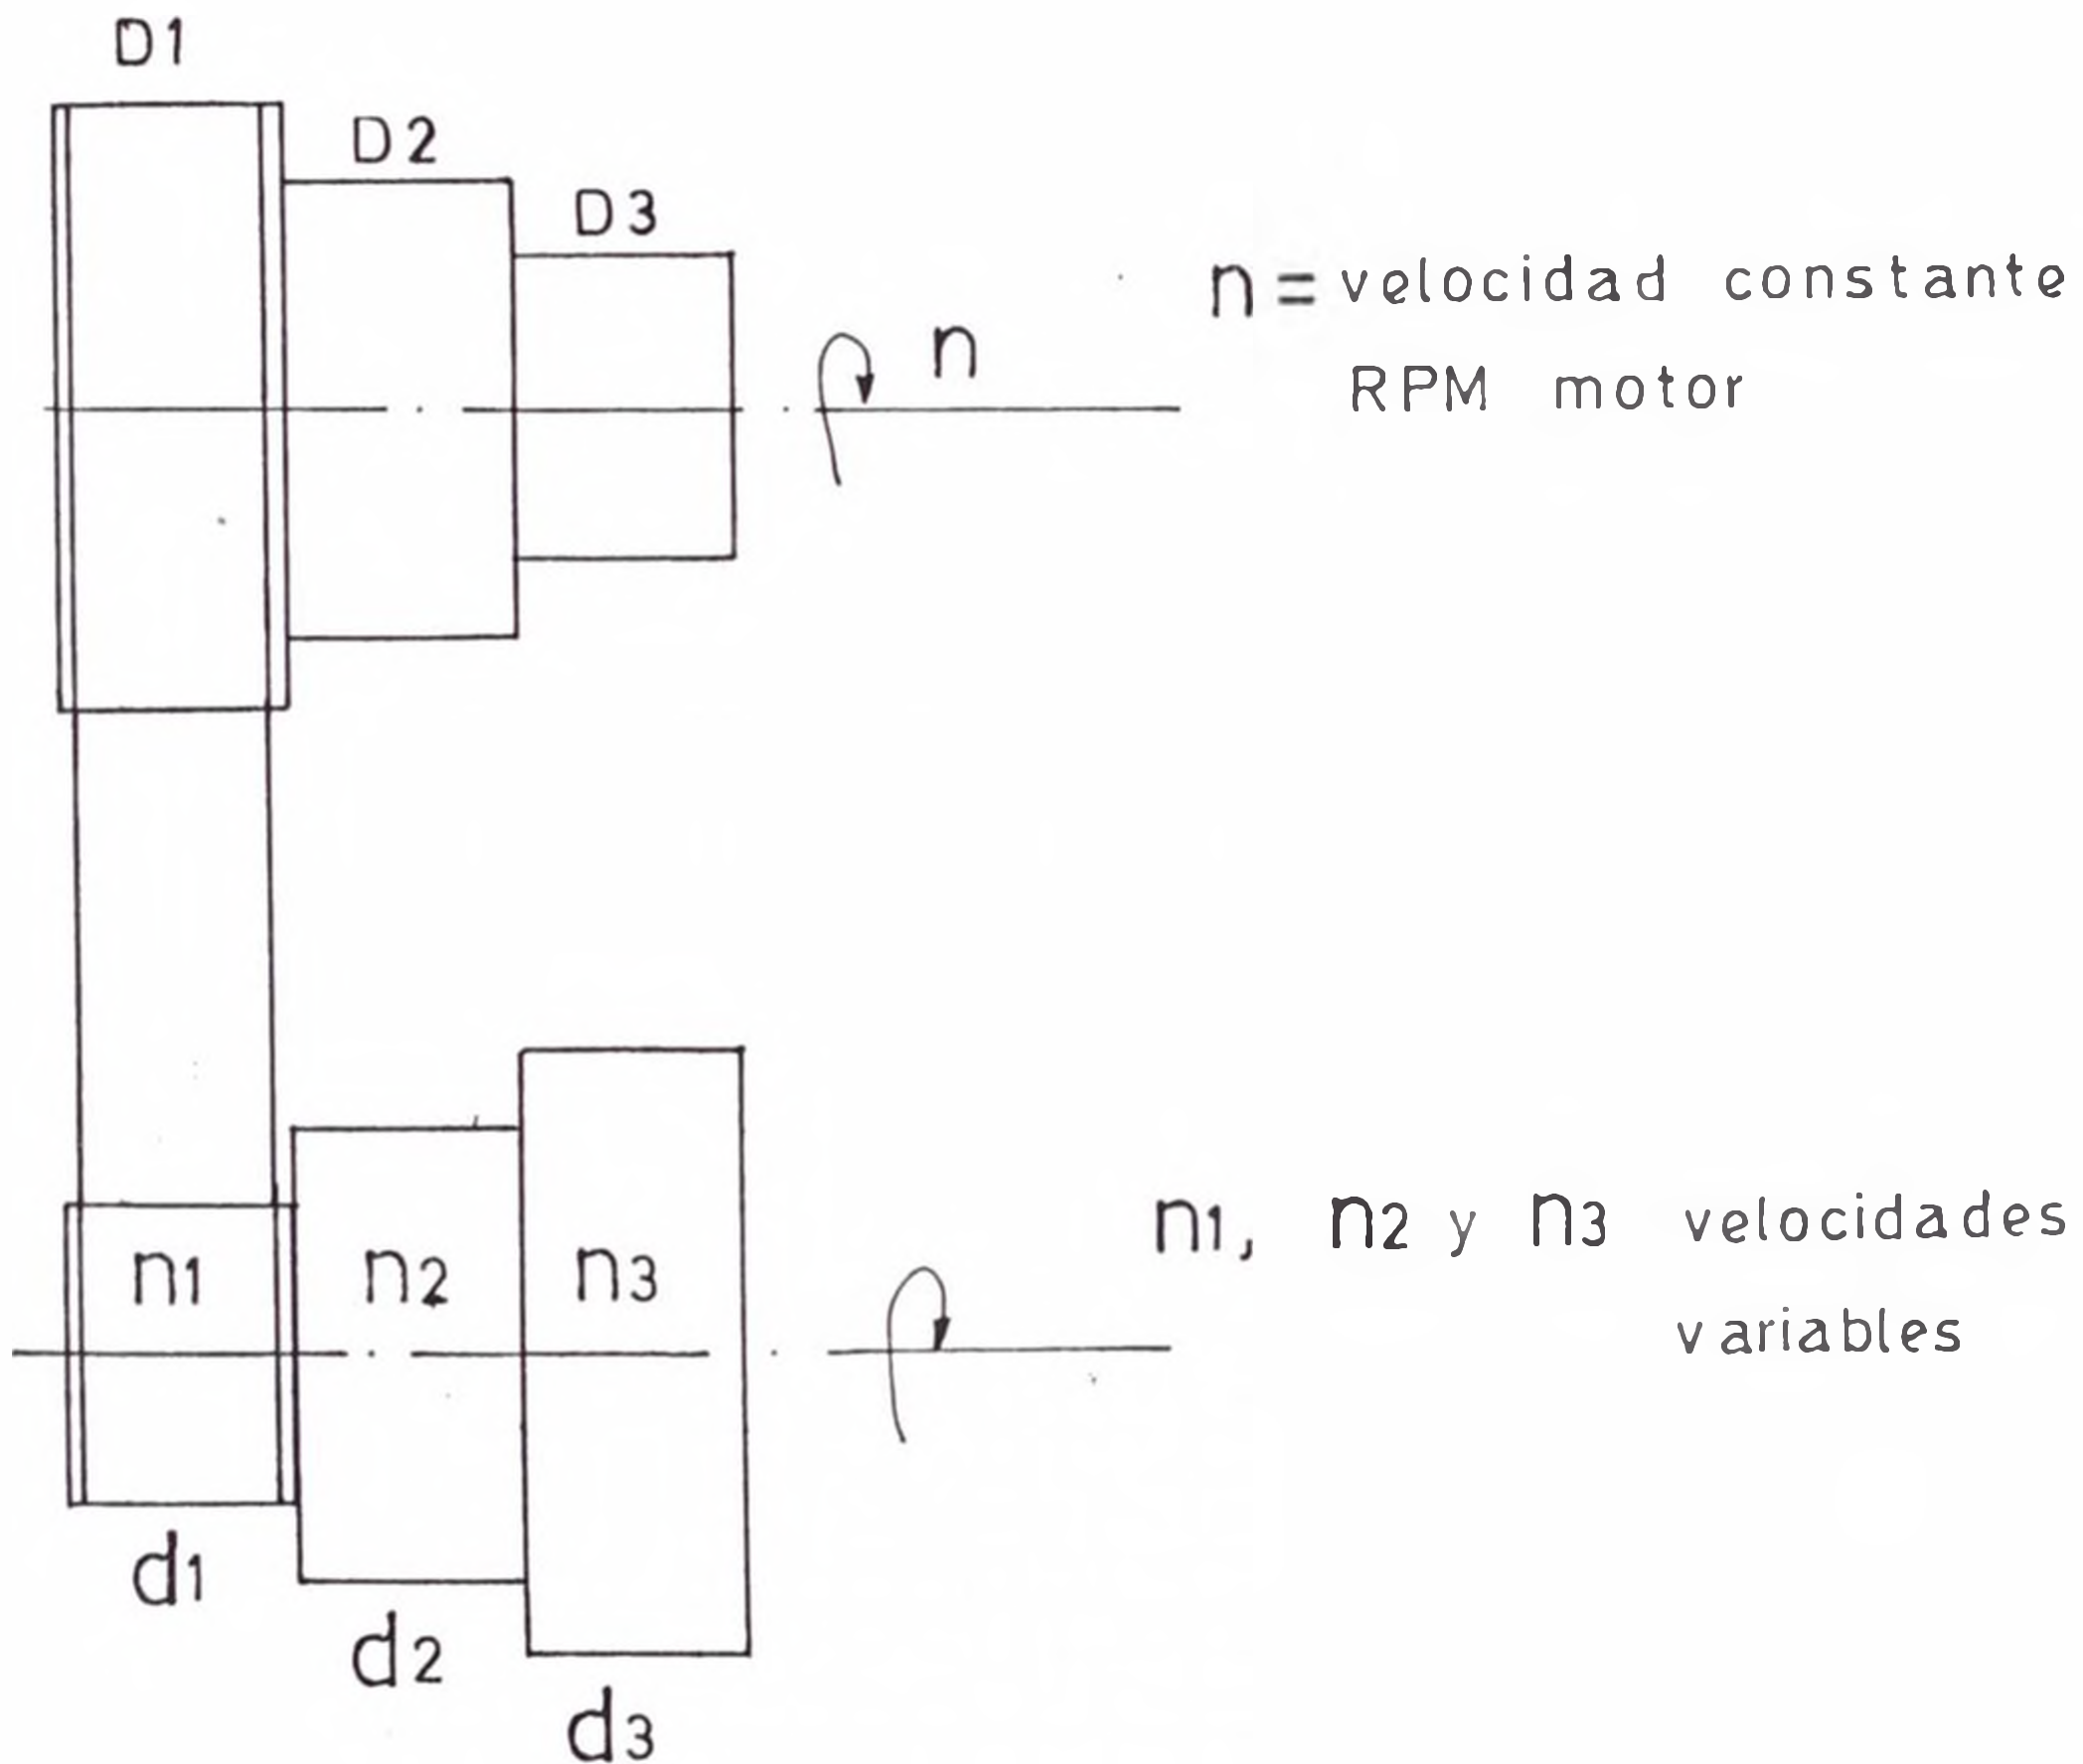 D1
D2
D3
n
n = velocidad constante
RPM motor
n1, n2 y n3 velocidades
variables
n1
n2
n3
d1
d2
d3